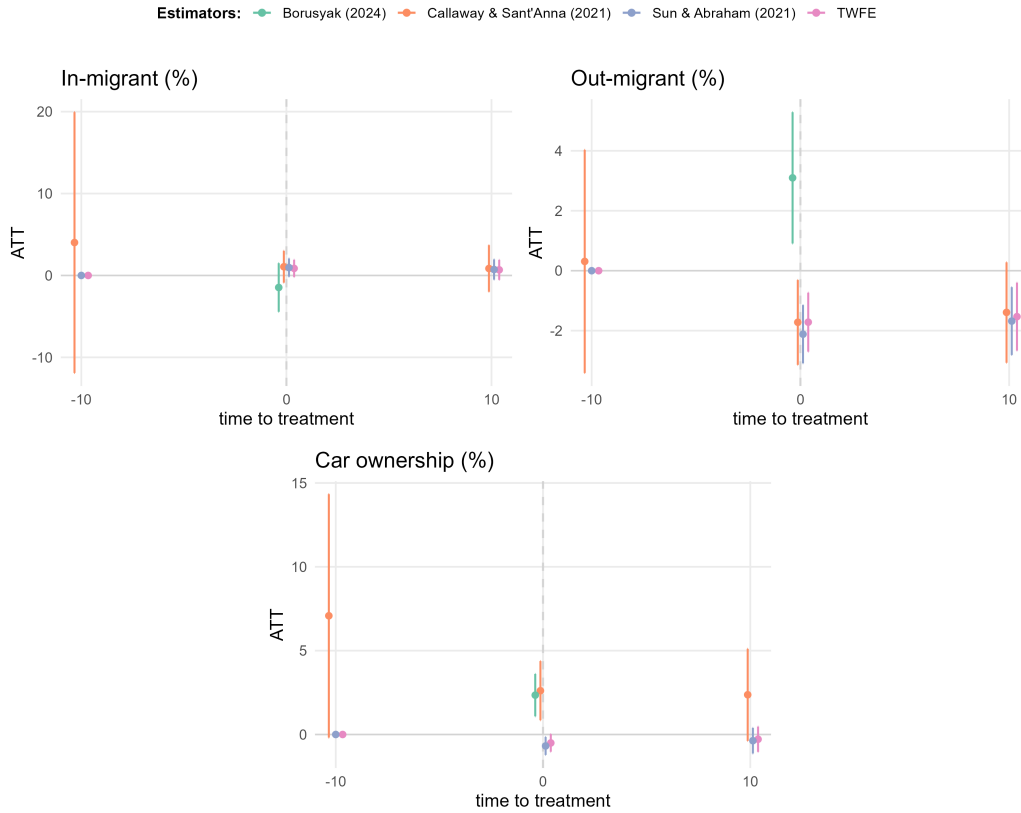 Estimators: Borusyak (2024) Callaway & Sant'Anna (2021) Sun & Abraham (2021) TWFE
In-migrant (%)
20
10
0
-10
ATT
-10 0 10
time to treatment
Out-migrant (%)
4
2
0
-2
ATT
-10 0 10
time to treatment
Car ownership (%)
15
10
5
0
ATT
-10 0 10
time to treatment